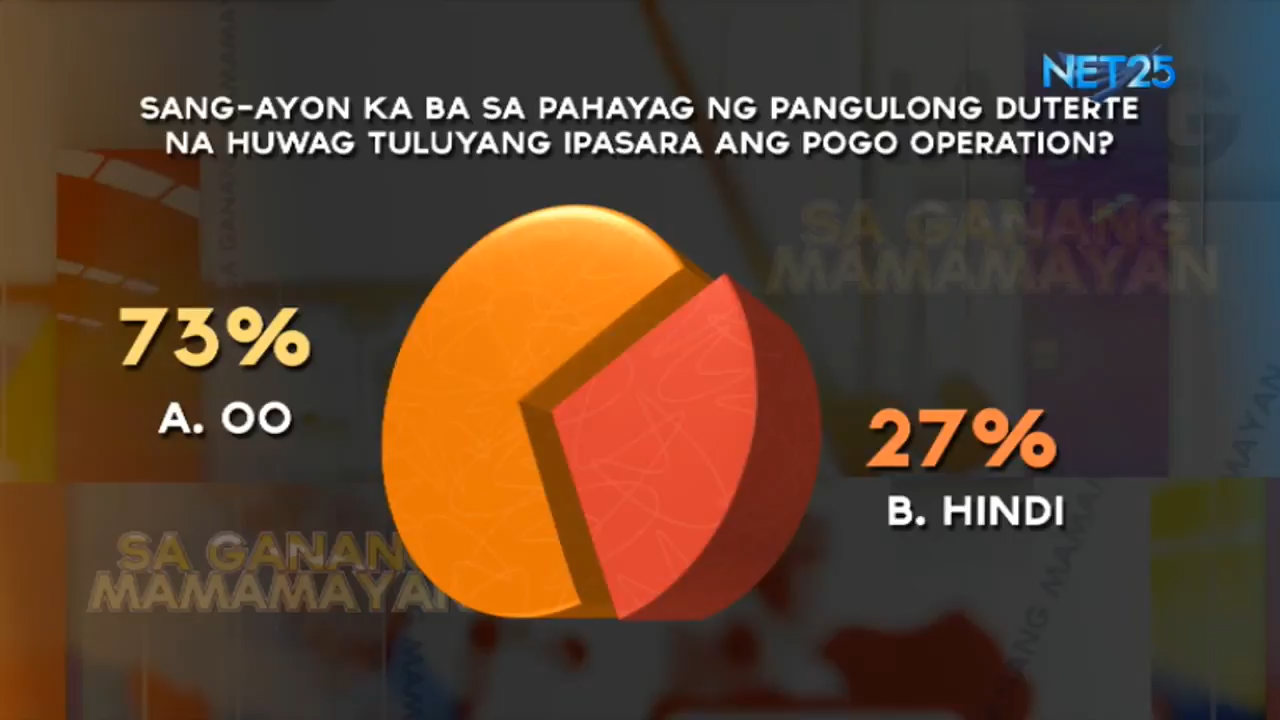 NET25
SANG-AYON KA BA SA PAHAYAG NG PANGULONG DUTERTE
NA HUWAG TULUYANG IPASARA ANG POGO OPERATION?
SA GANANG
MAMAMAYAN
73%
A. OO
27%
B. HINDI
SA GANANG
MAMAMAYAN